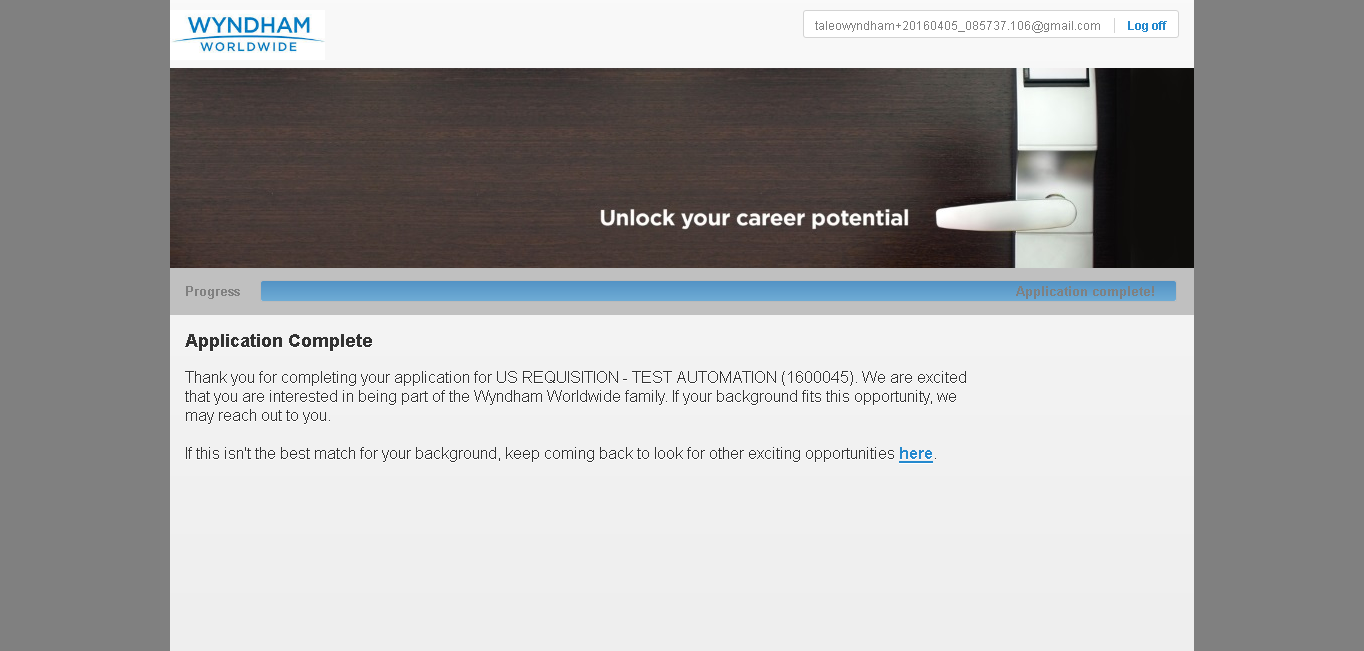 WYNDHAM
WORLDWIDE
taleowyndham+20160405_085737.106@gmail.com Log off
Unlock your career potential
Progress Application complete!
Application Complete
Thank you for completing your application for US REQUISITION - TEST AUTOMATION (1600045). We are excited
that you are interested in being part of the Wyndham Worldwide family. If your background fits this opportunity, we
may reach out to you.
If this isn't the best match for your background, keep coming back to look for other exciting opportunities here.